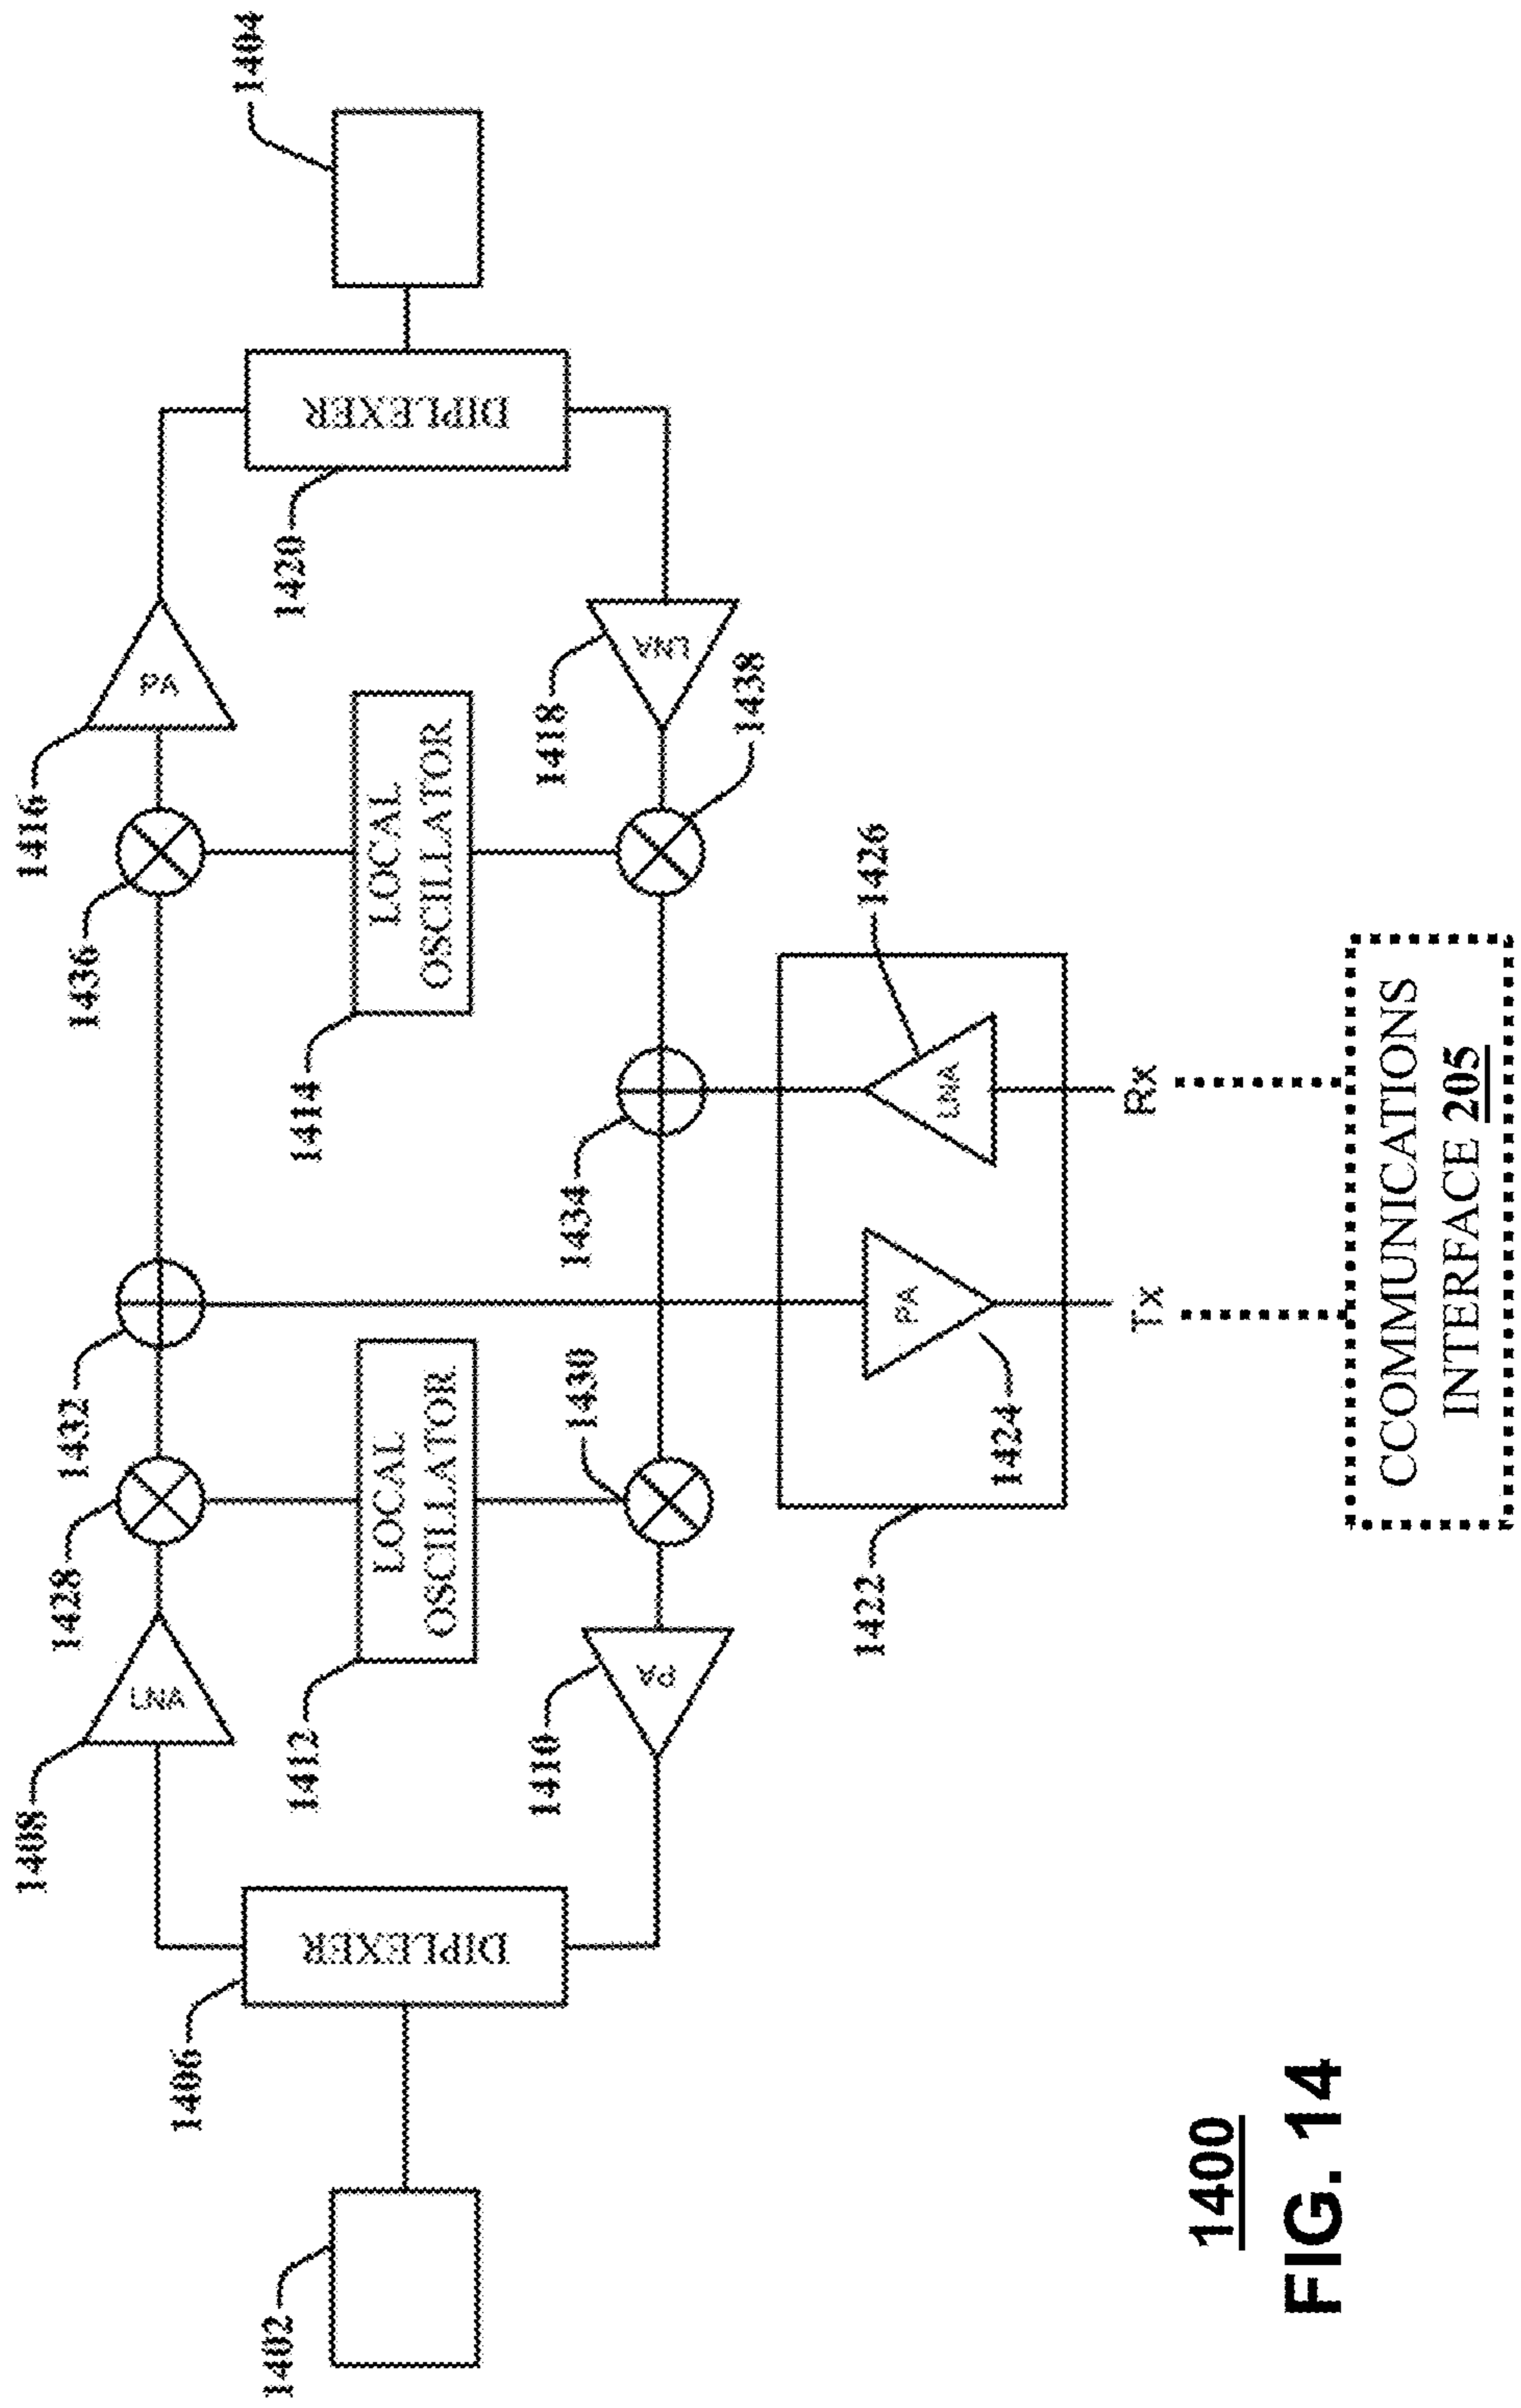 1404
1416
PA
1436
DIPLEXER
1420
LOCAL
OSCILLATOR
1414
LNA
1418
1438
1432
1434
1426
LNA
Rx
1428
LOCAL
OSCILLATOR
1412
1430
PA
1424
Tx
1422
CCOMMUNICATIONS
INTERFACE 205
1408
LNA
PA
1410
DIPLEXER
1406
1402
1400
FIG. 14